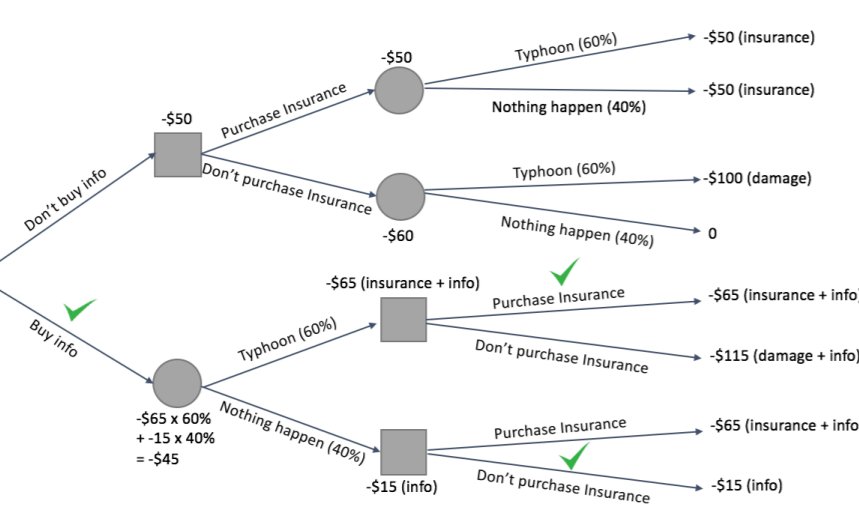 -$50 (insurance)
Typhoon (60%)
-$50
-$50 (insurance)
Purchase Insurance
Nothing happen (40%)
-$50
Don't buy info
Don't purchase Insurance
Typhoon (60%)
-$100 (damage)
-$60
Nothing happen (40%)
0
-$65 (insurance + info)
Purchase Insurance
-$65 (insurance + info)
Buy info
Typhoon (60%)
Don't purchase Insurance
-$115 (damage + info)
-$65 x 60%
+ -15 x 40%
= -$45
Nothing happen (40%)
Purchase Insurance
-$65 (insurance + info
-$15 (info)
Don't purchase Insurance
-$15 (info)